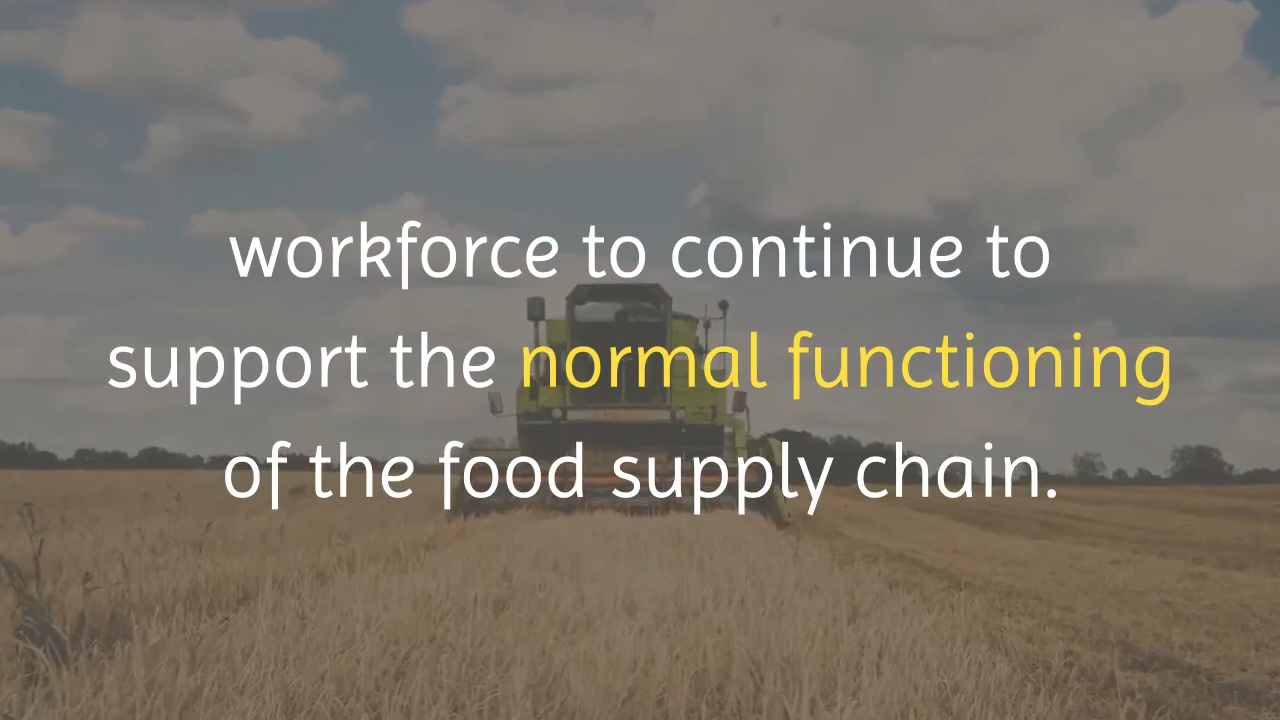 workforce to continue to
support the normal functioning
of the food supply chain.